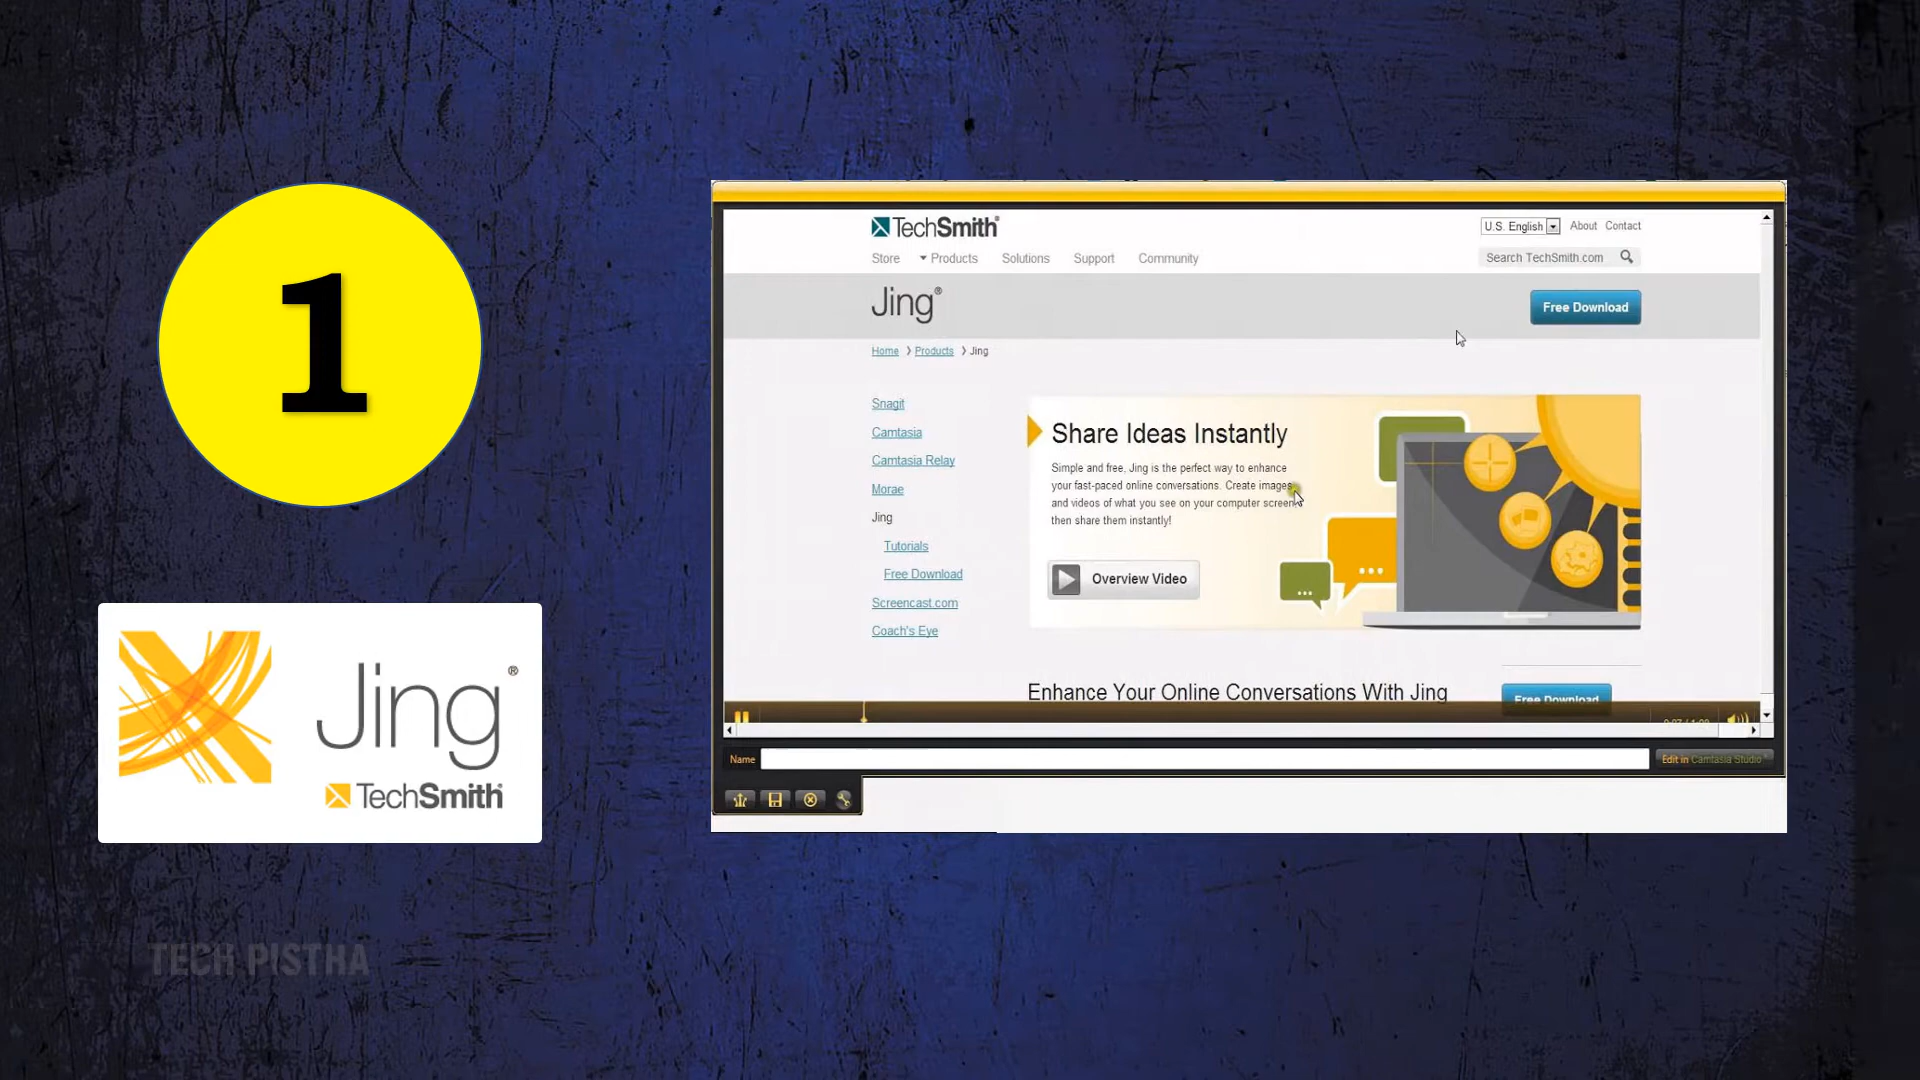 1
Jing®
TechSmith
TECH PISTHA
TechSmith®
U.S. English
About Contact
Store Products Solutions Support Community
Search TechSmith.com
Jing®
Free Download
Home > Products > Jing
Snagit
Camtasia
Camtasia Relay
Morae
Jing
Tutorials
Free Download
Screencast.com
Coach's Eye
Share Ideas Instantly
Simple and free, Jing is the perfect way to enhance
your fast-paced online conversations. Create images
and videos of what you see on your computer screen
then share them instantly!
Overview Video
Enhance Your Online Conversations With Jing
Free Download
Name
Edit in Camtasia Studio